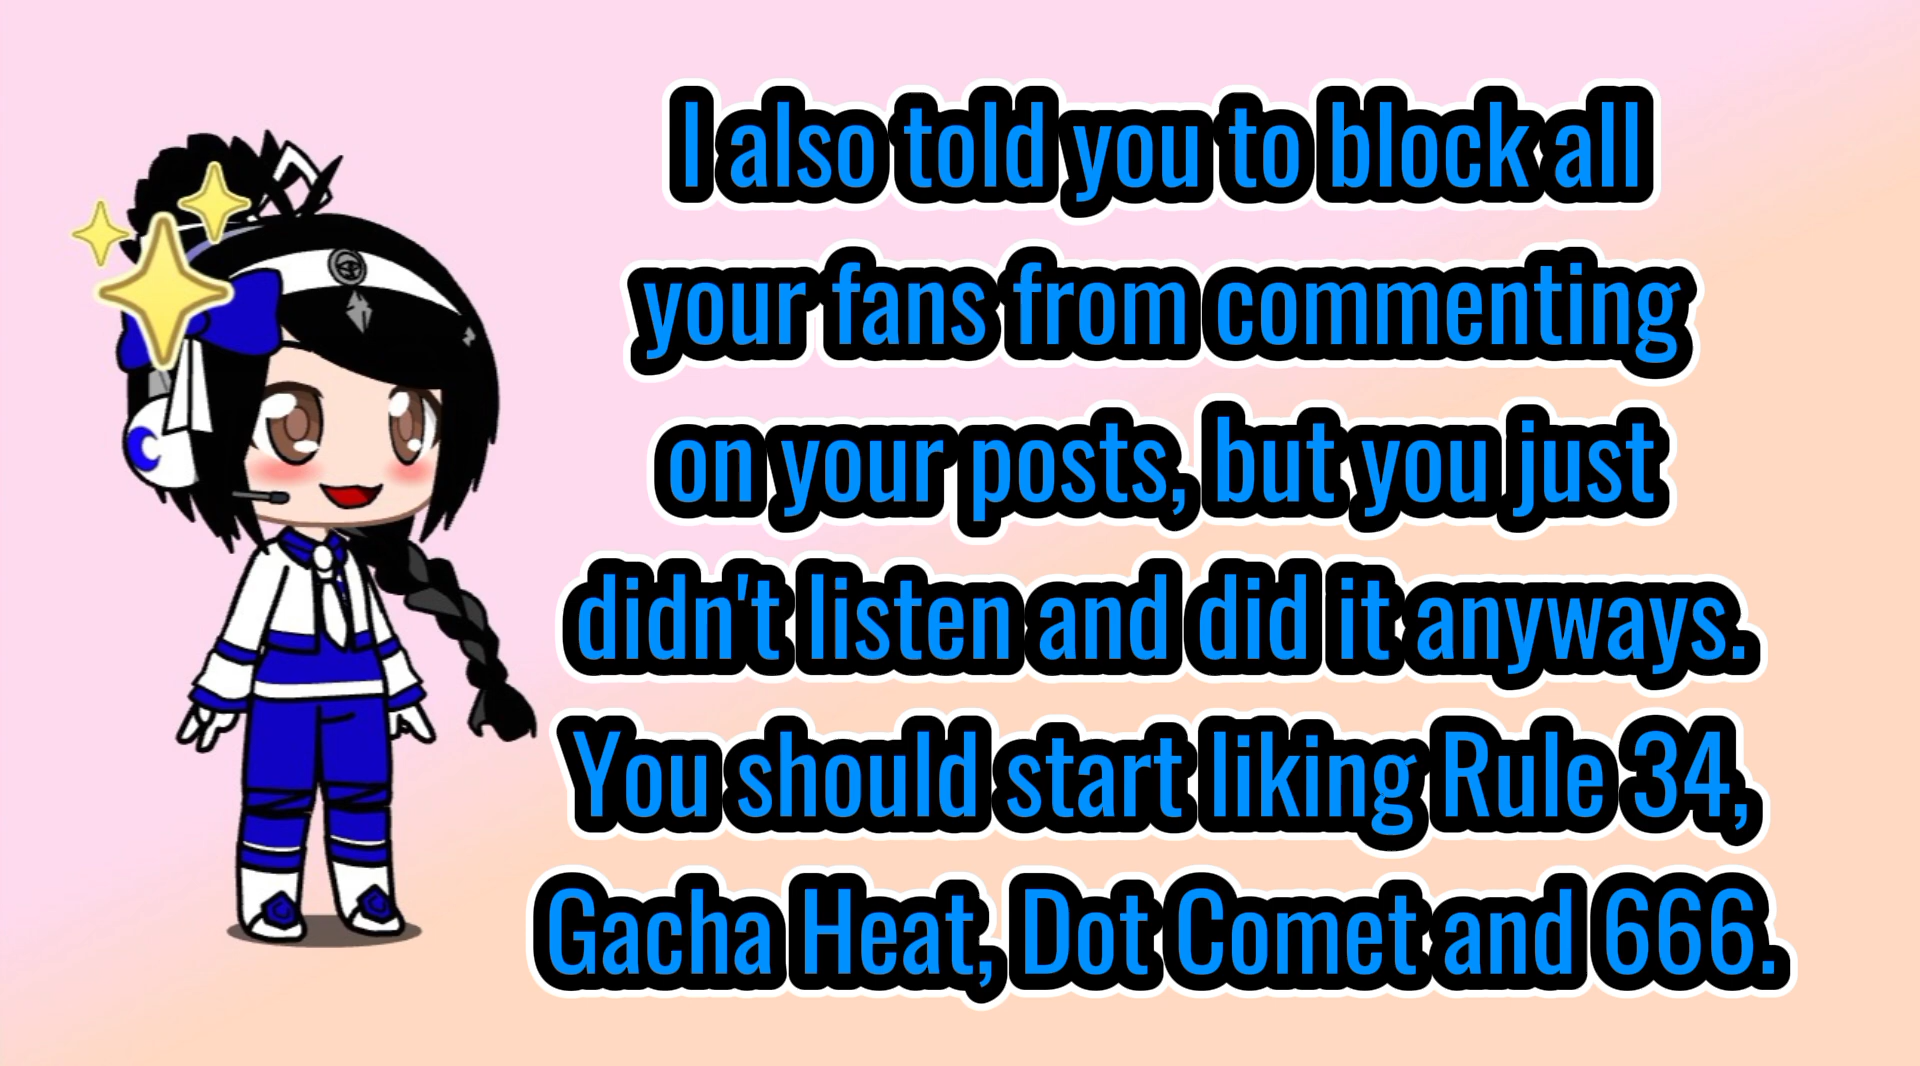 I also told you to block all
your fans from commenting
on your posts, but you just
didn't listen and did it anyways.
You should start liking Rule 34,
Gacha Heat, Dot Comet and 666.